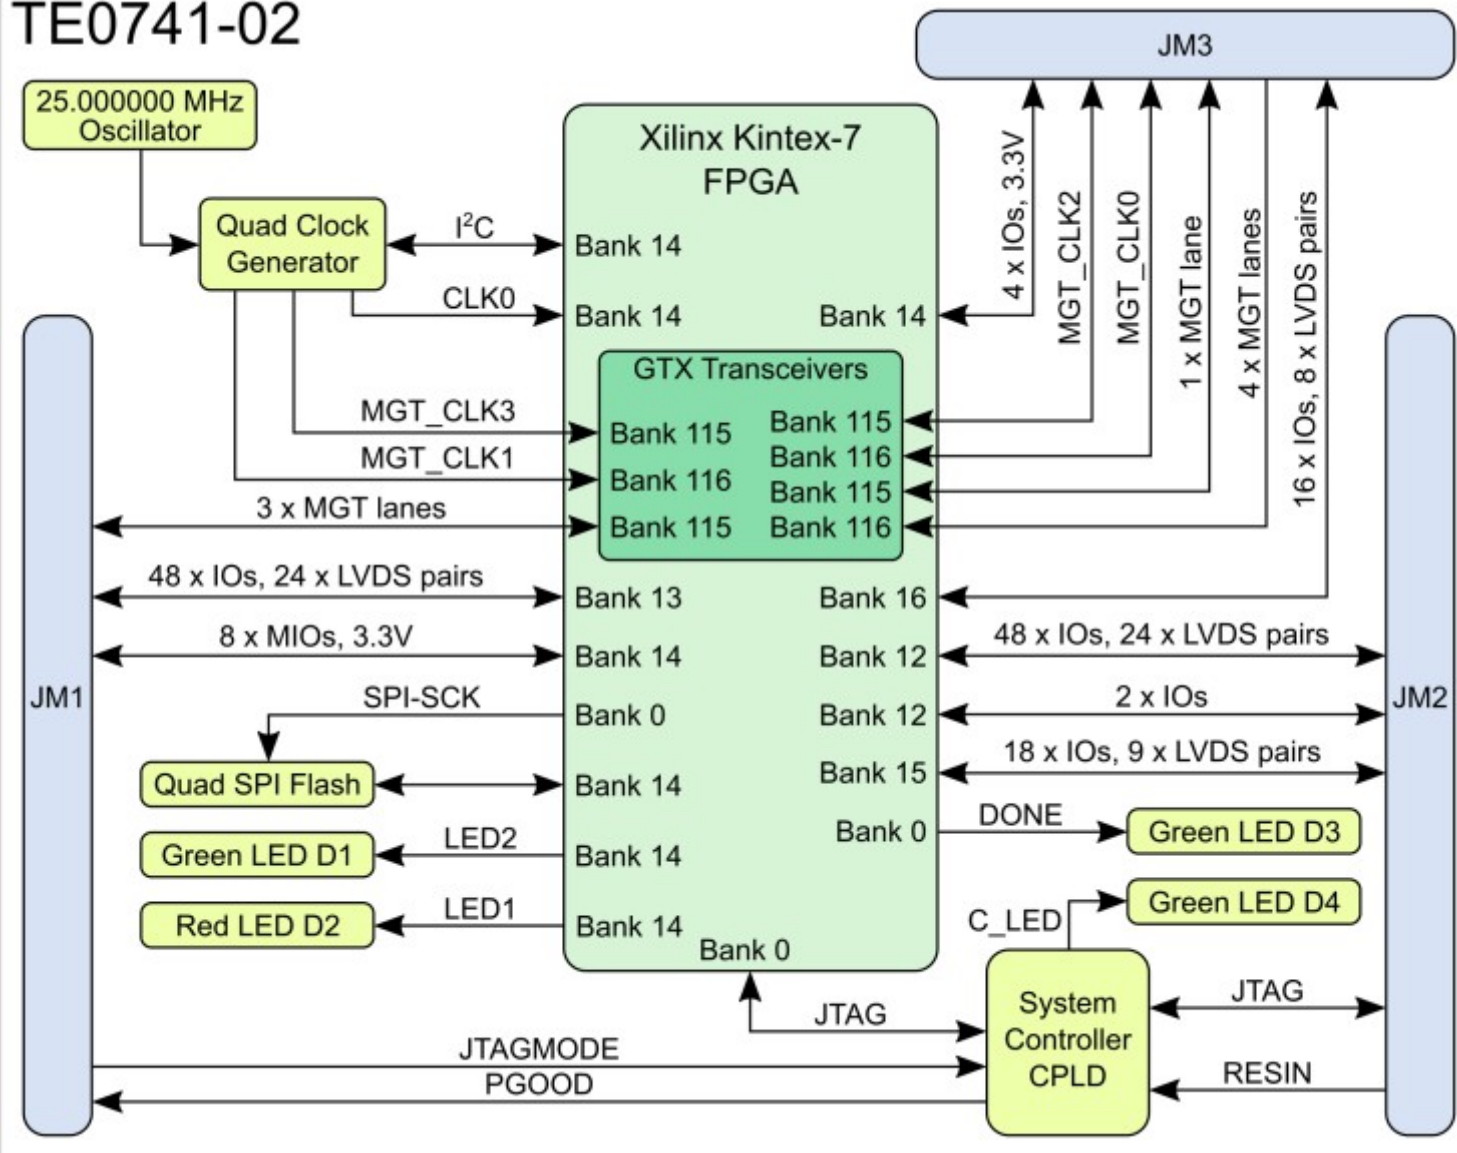 TE0741-02
JM3
25.000000 MHz
Oscillator
Xilinx Kintex-7
FPGA
Quad Clock
Generator
I²C
Bank 14
CLK0
Bank 14
Bank 14
4 x IOs, 3.3V
MGT_CLK2
MGT_CLK0
1 x MGT lane
4 x MGT lanes
16 x IOs, 8 x LVDS pairs
GTX Transceivers
MGT_CLK3
Bank 115
Bank 115
MGT_CLK1
Bank 116
Bank 116
Bank 115
3 x MGT lanes
Bank 115
Bank 116
48 x IOs, 24 x LVDS pairs
Bank 13
Bank 16
8 x MIOs, 3.3V
Bank 14
Bank 12
48 x IOs, 24 x LVDS pairs
JM1
SPI-SCK
Bank 0
Bank 12
2 x IOs
JM2
Quad SPI Flash
Bank 14
Bank 15
18 x IOs, 9 x LVDS pairs
Bank 0
DONE
Green LED D3
Green LED D1
LED2
Bank 14
Green LED D4
C_LED
Red LED D2
LED1
Bank 14
Bank 0
JTAG
System
Controller
CPLD
JTAG
JTAGMODE
PGOOD
RESIN